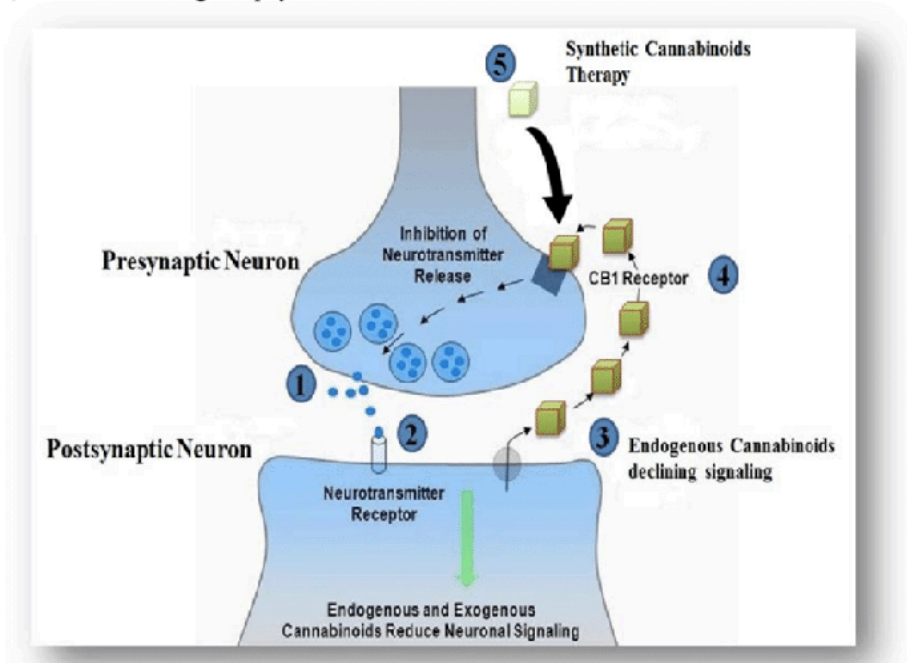 5
Synthetic Cannabinoids
Therapy
Inhibition of
Neurotransmitter
Release
Presynaptic Neuron
CB1 Receptor
4
1
2
Postsynaptic Neuron
3
Endogenous Cannabinoids
declining signaling
Neurotransmitter
Receptor
Endogenous and Exogenous
Cannabinoids Reduce Neuronal Signaling